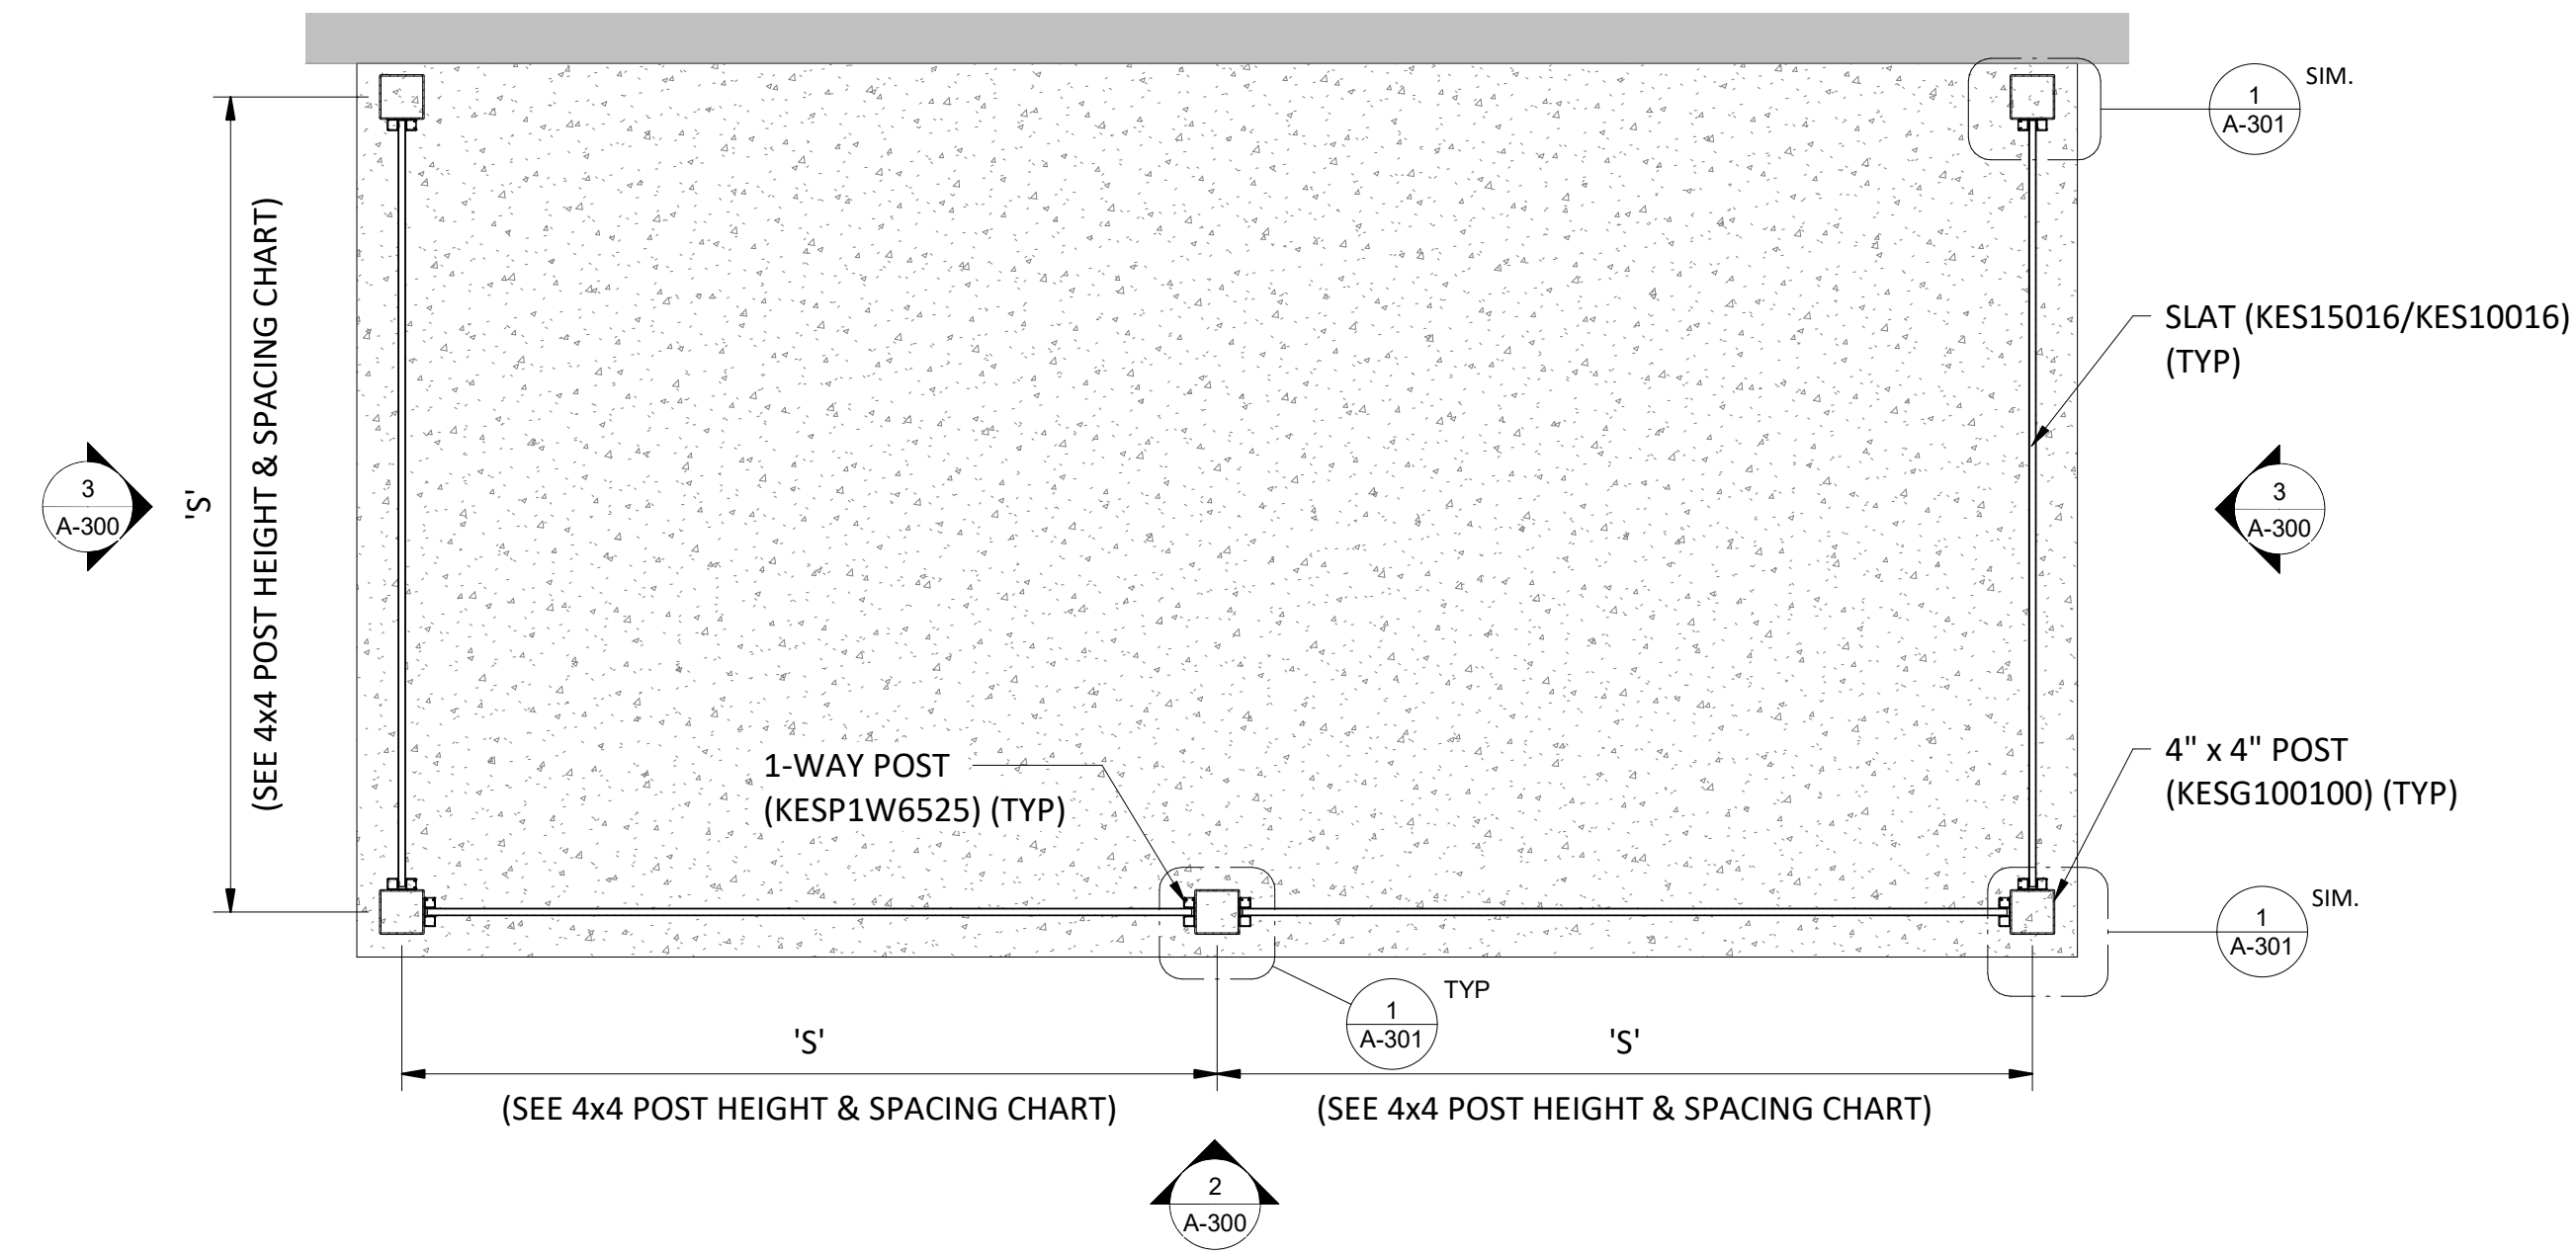 1
A-301
SIM.
SLAT (KES15016/KES10016)
(TYP)
'S'
(SEE 4x4 POST HEIGHT & SPACING CHART)
3
A-300
3
A-300
1-WAY POST
(KESP1W6525) (TYP)
4" x 4" POST
(KESG100100) (TYP)
1
A-301
SIM.
1
A-301
TYP
'S'
'S'
(SEE 4x4 POST HEIGHT & SPACING CHART)
(SEE 4x4 POST HEIGHT & SPACING CHART)
2
A-300